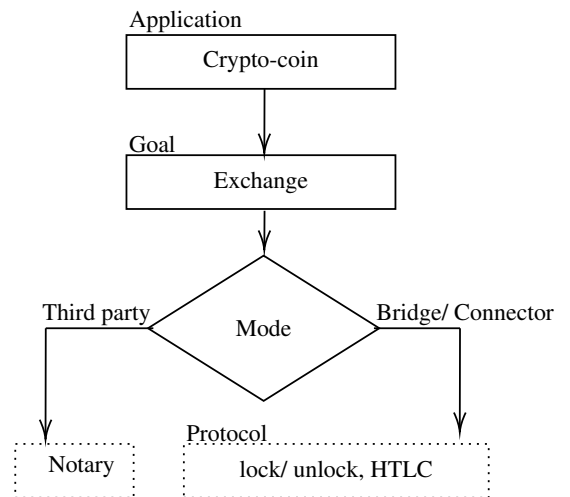 Application
Crypto-coin
Goal
Exchange
Third party
Bridge/ Connector
Mode
Protocol
Notary
lock/ unlock, HTLC